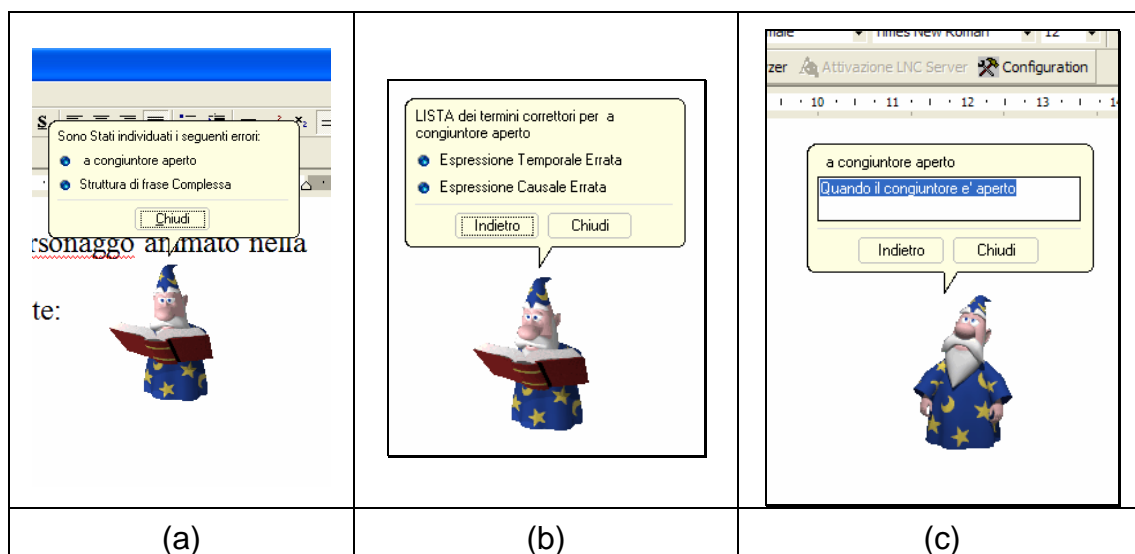 Sono Stati individuati i seguenti errori:
a congiuntore aperto
Struttura di frase Complessa
Chiudi
rsonaggo animato nella
te:
(a)
LISTA dei termini correttori per a
congiuntore aperto
Espressione Temporale Errata
Espressione Causale Errata
Indietro Chiudi
(b)
Times New Roman 12
zer Attivazione LNC Server Configuration
10 11 12 13
a congiuntore aperto
Quando il congiuntore e' aperto
Indietro Chiudi
(c)